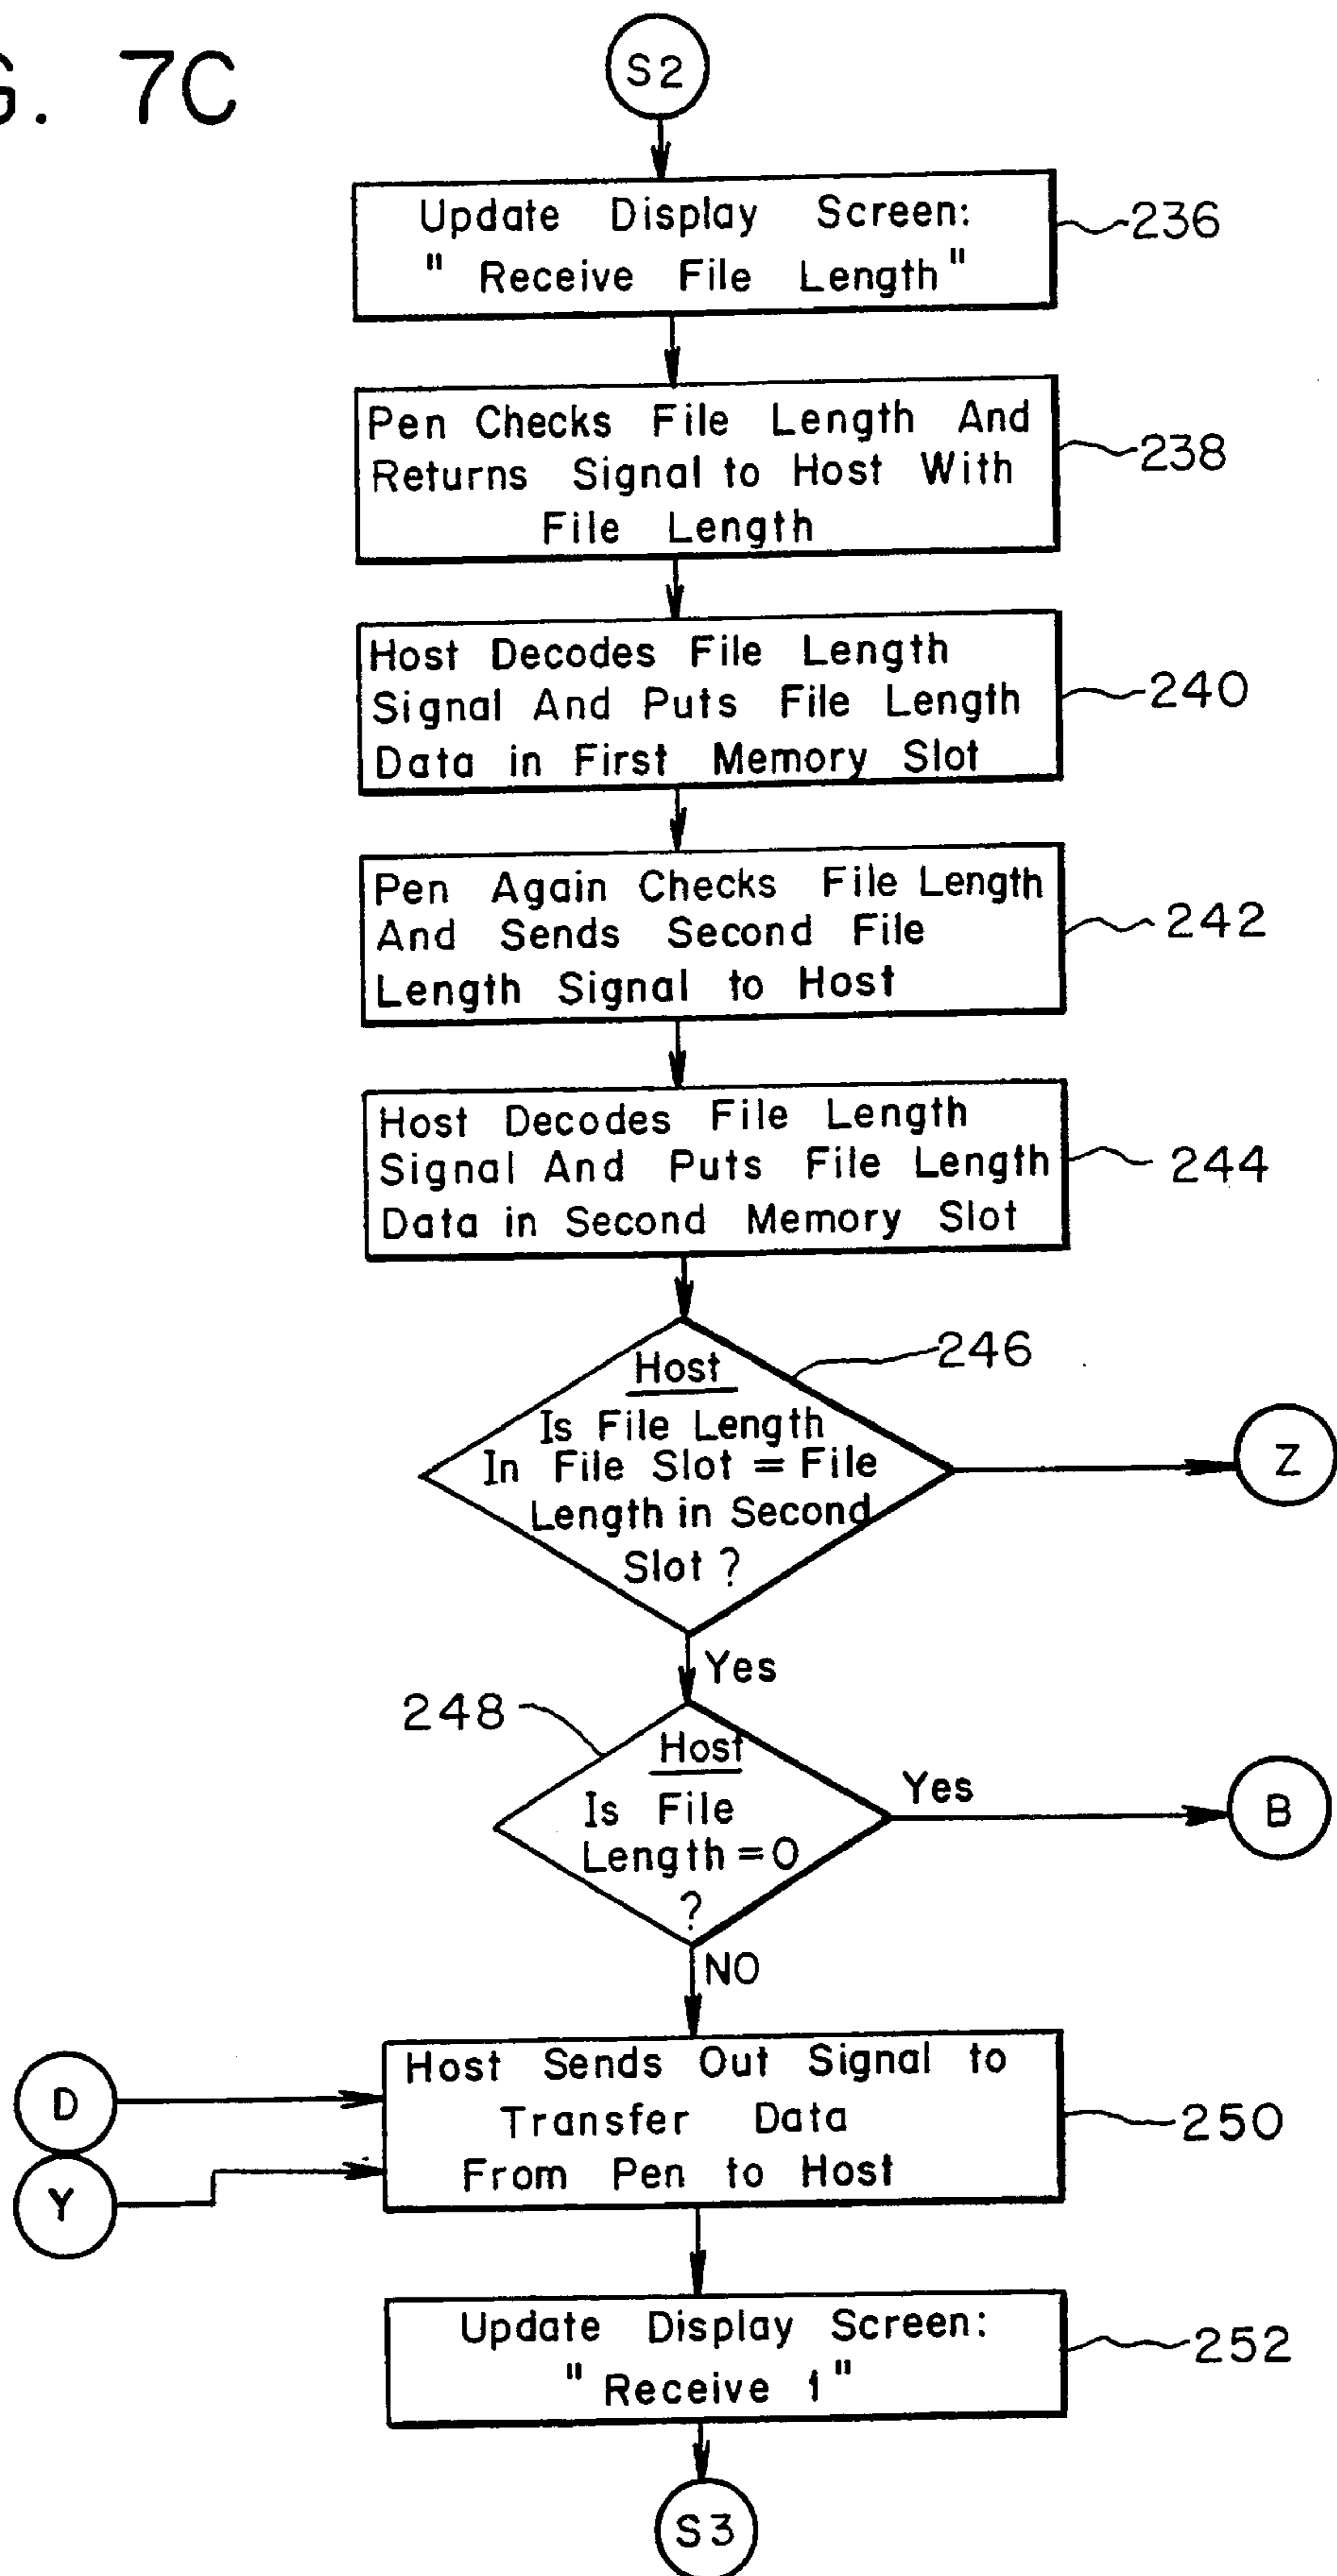 G. 7C
S2
Update Display Screen:
" Receive File Length"
236
Pen Checks File Length And
Returns Signal to Host With
File Length
238
Host Decodes File Length
Signal And Puts File Length
Data in First Memory Slot
240
Pen Again Checks File Length
And Sends Second File
Length Signal to Host
242
Host Decodes File Length
Signal And Puts File Length
Data in Second Memory Slot
244
Host
Is File Length
In File Slot = File
Length in Second
Slot ?
246
Z
Yes
248
Host
Is File
Length = 0
?
Yes
B
NO
D
Y
Host Sends Out Signal to
Transfer Data
From Pen to Host
250
Update Display Screen:
" Receive 1"
252
S3